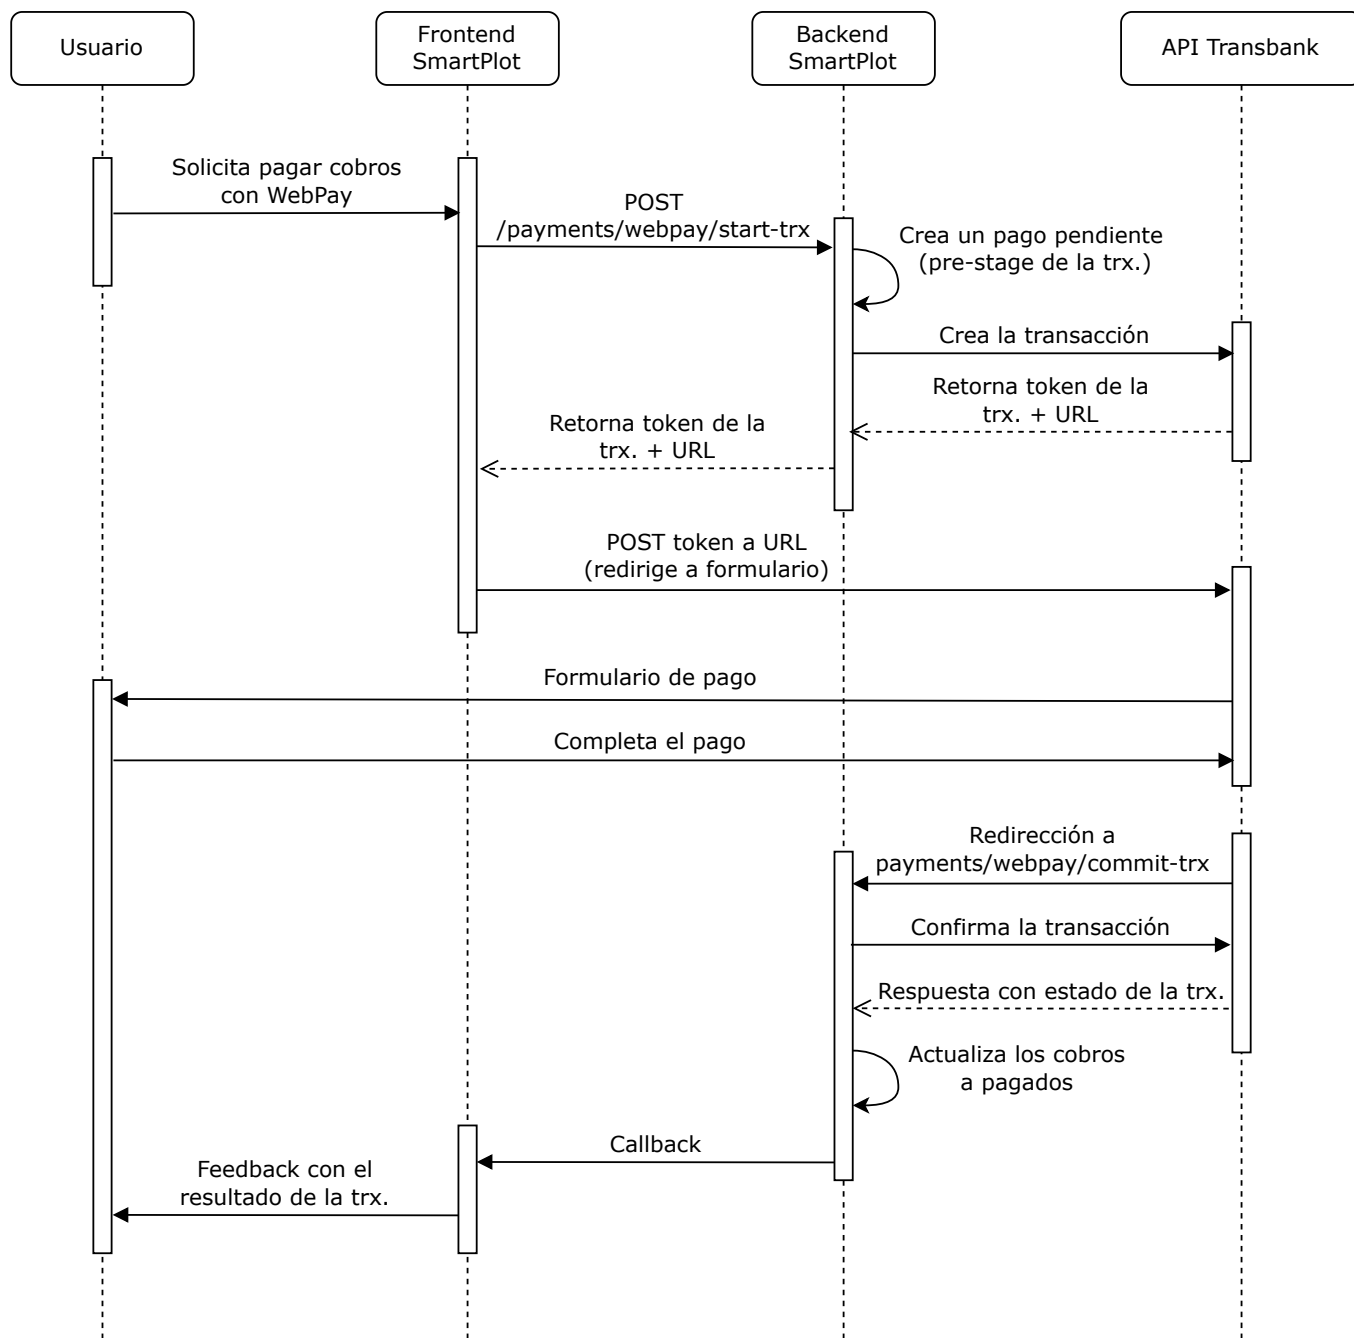 Usuario
Frontend
SmartPlot
Backend
SmartPlot
API Transbank
Solicita pagar cobros
con WebPay
POST
/payments/webpay/start-trx
Crea un pago pendiente
(pre-stage de la trx.)
Crea la transacción
Retorna token de la
trx. + URL
Retorna token de la
trx. + URL
POST token a URL
(redirige a formulario)
Formulario de pago
Completa el pago
Redirección a
payments/webpay/commit-trx
Confirma la transacción
Respuesta con estado de la trx.
Actualiza los cobros
a pagados
Callback
Feedback con el
resultado de la trx.